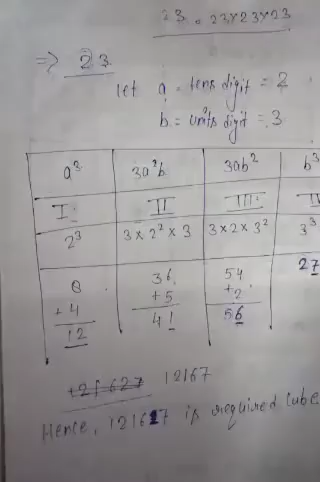 23 = 23×23×23
⇒ 23
let a = tens digit = 2
b = units digit = 3
a³ 3a²b 3ab² b³
I. II III IV
2³ 3×2²×3 3×2×3² 3³
8 36 54 27
+4 +5 +2
12 41 56
+21627 12167
Hence, 12167 is required cube